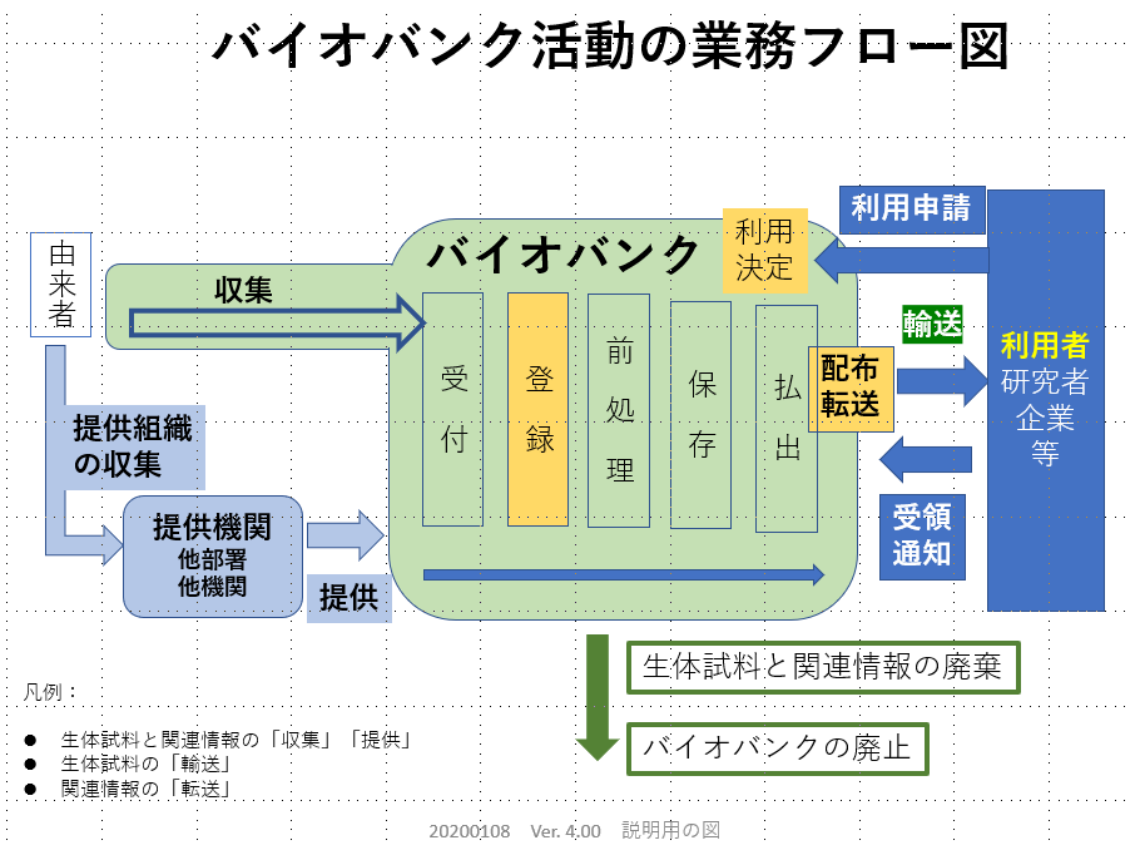 バイオバンク活動の業務フロー図
由来者
収集
提供組織
の収集
提供機関
他部署
他機関
提供
バイオバンク
利用
決定
受付
登録
前処理
保存
払出
配布
転送
利用申請
輸送
利用者
研究者
企業
等
受領
通知
生体試料と関連情報の廃棄
バイオバンクの廃止
凡例：
● 生体試料と関連情報の「収集」「提供」
● 生体試料の「輸送」
● 関連情報の「転送」
20200108 Ver. 4.00 説明用の図